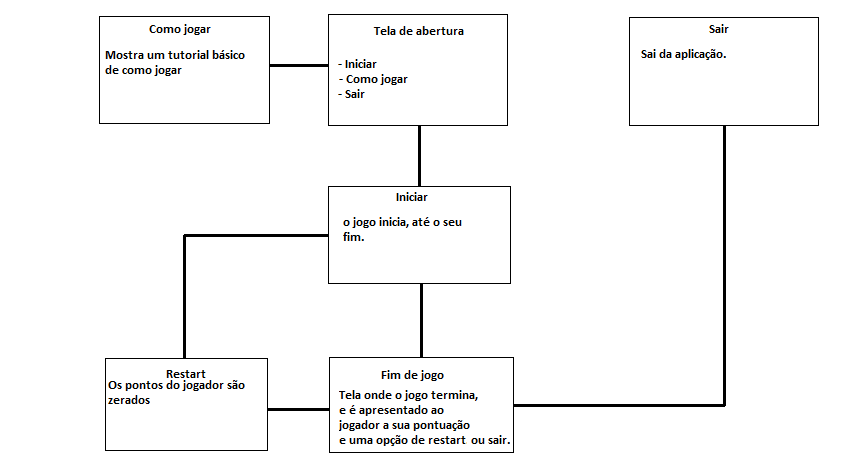 Como jogar
Mostra um tutorial básico
de como jogar
Tela de abertura
- Iniciar
- Como jogar
- Sair
Sair
Sai da aplicação.
Iniciar
o jogo inicia, até o seu
fim.
Restart
Os pontos do jogador são
zerados
Fim de jogo
Tela onde o jogo termina,
e é apresentado ao
jogador a sua pontuação
e uma opção de restart ou sair.